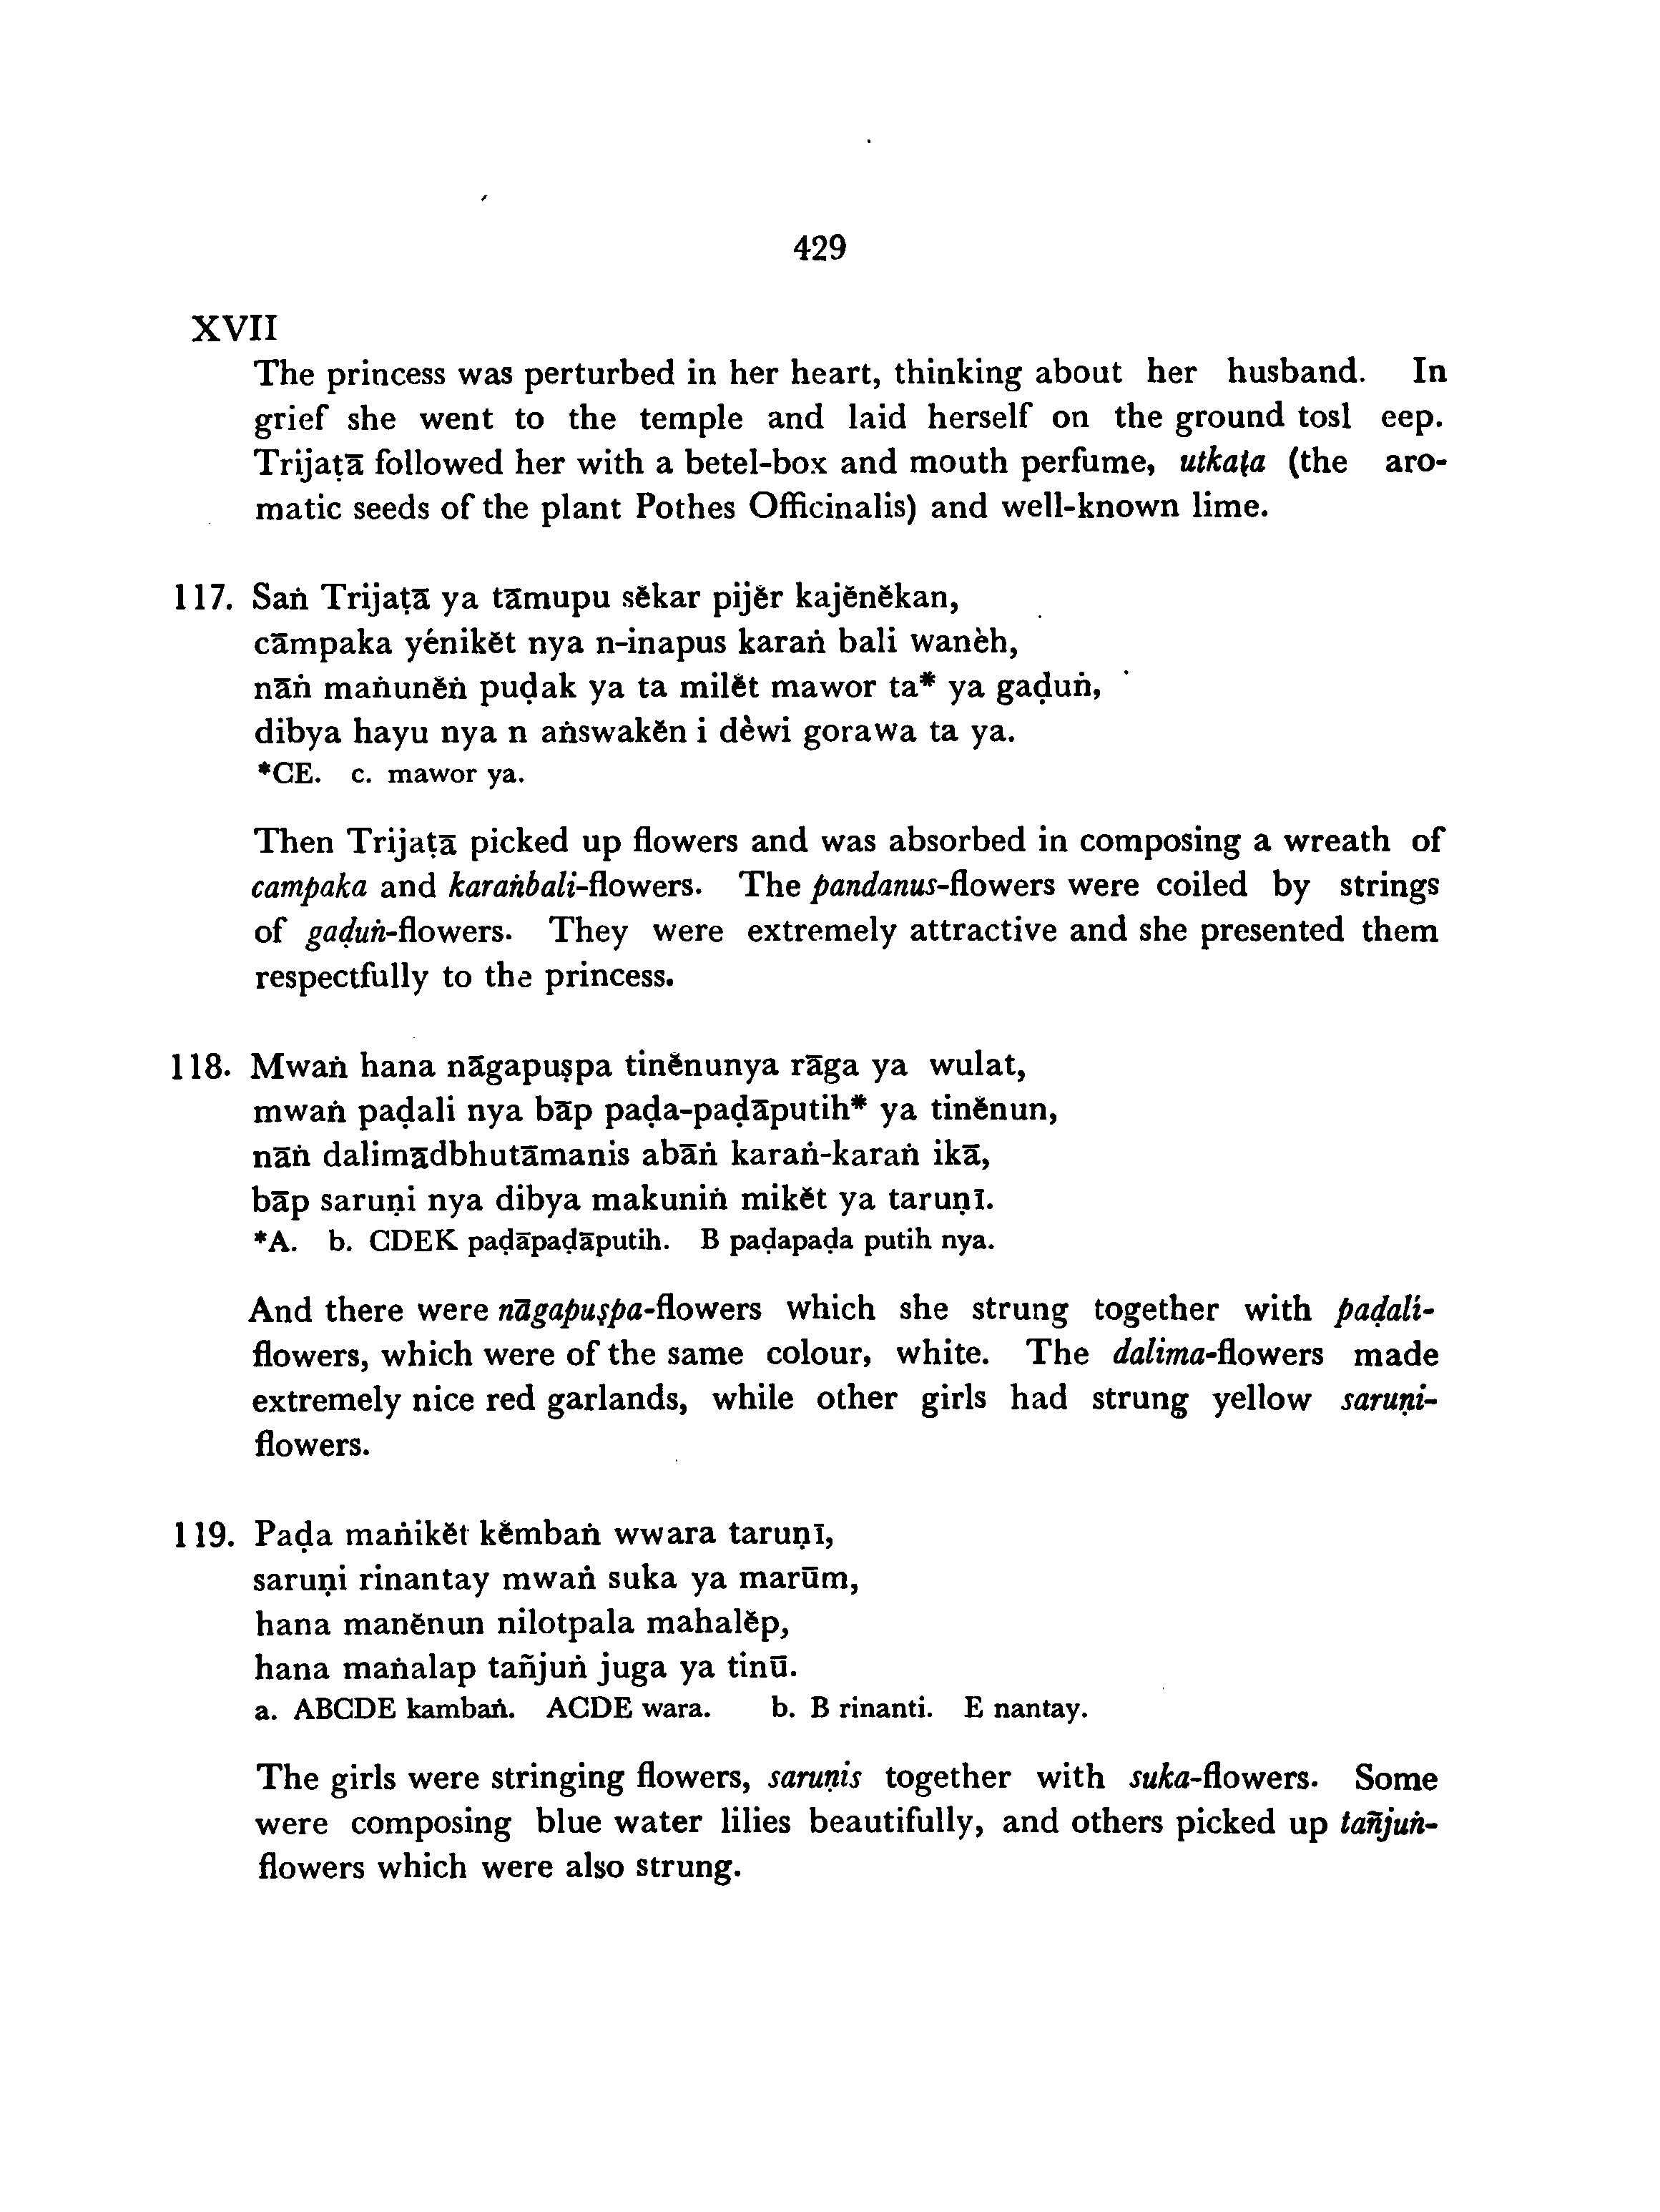 429
XVII
The princess was perturbed in her heart, thinking about her husband. In
grief she went to the temple and laid herself on the ground tosl eep.
Trijaṭā followed her with a betel-box and mouth perfume, utkaṭa (the aro-
matic seeds of the plant Pothes Officinalis) and well-known lime.
117. Saṅ Trijaṭā ya tāmupu sĕkar pijĕr kajĕnĕkan,
cāmpaka yénikĕt nya n-inapus karaṅ bali wanèh,
nāṅ maṅunĕṅ puḍak ya ta milĕt mawor ta* ya gaḍuṅ,
dibya hayu nya n aṅswakĕn i dèwi gorawa ta ya.
*CE. c. mawor ya.
Then Trijaṭā picked up flowers and was absorbed in composing a wreath of
campaka and karaṅbali-flowers. The pandanus-flowers were coiled by strings
of gaḍuṅ-flowers. They were extremely attractive and she presented them
respectfully to the princess.
118. Mwaṅ hana nāgapuṣpa tinĕnunya rāga ya wulat,
mwaṅ paḍali nya bāp paḍa-paḍāputih* ya tinĕnun,
nāṅ dalimādbhutāmanis abāṅ karaṅ-karaṅ ikā,
bāp saruṇi nya dibya makuniṅ mikĕt ya taruṇī.
*A. b. CDEK paḍāpaḍāputih. B paḍapaḍa putih nya.
And there were nāgapuṣpa-flowers which she strung together with paḍali-
flowers, which were of the same colour, white. The dalima-flowers made
extremely nice red garlands, while other girls had strung yellow saruṇi-
flowers.
119. Paḍa maṅikĕt kĕmbaṅ wwara taruṇī,
saruṇi rinantay mwaṅ suka ya marūm,
hana manĕnun nilotpala mahalĕp,
hana maṅalap tañjuṅ juga ya tinū.
a. ABCDE kambaṅ. ACDE wara. b. B rinanti. E nantay.
The girls were stringing flowers, saruṇis together with suka-flowers. Some
were composing blue water lilies beautifully, and others picked up tañjuṅ-
flowers which were also strung.